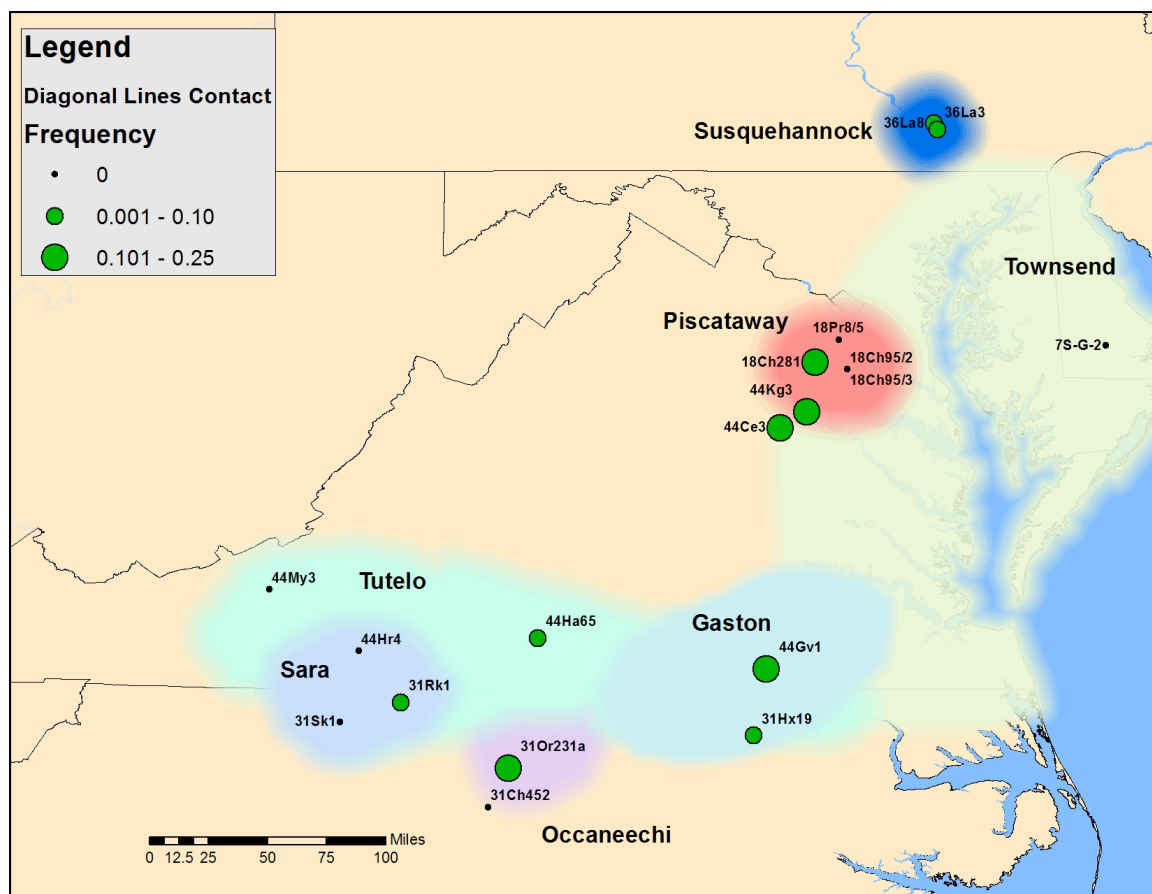 Legend
Diagonal Lines Contact
Frequency
0
0.001 - 0.10
0.101 - 0.25
36La3
36La8
Susquehannock
Townsend
Piscataway
18Pr8/5
7S-G-2
18Ch281
18Ch95/2
18Ch95/3
44Kg3
44Ce3
44My3
Tutelo
44Ha65
Gaston
44Hr4
44Gv1
Sara
31Rk1
31Sk1
31Hx19
31Or231a
31Ch452
Occaneechi
Miles
0 12.5 25 50 75 100